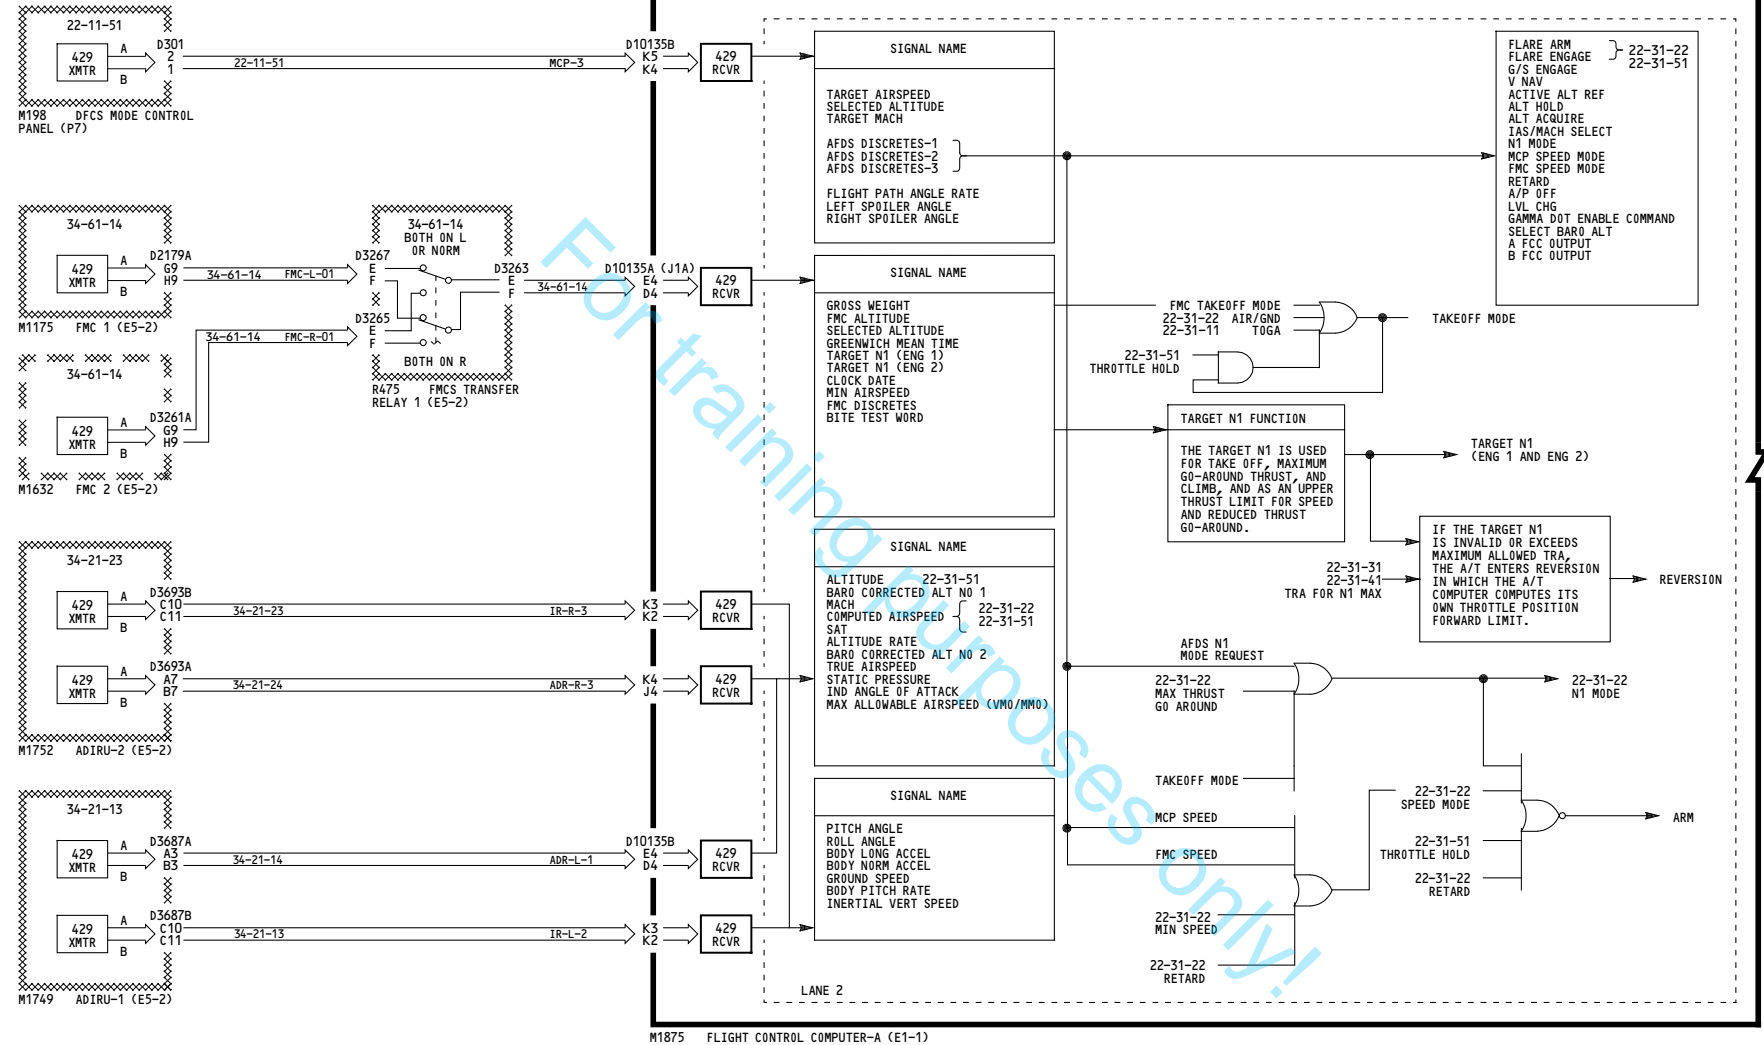 22-11-51
429
XMTR
A
B
D301
2
1
22-11-51
MCP-3
D10135B
K5
K4
429
RCVR
M198 DFCS MODE CONTROL
PANEL (P7)
34-61-14
429
XMTR
A
B
D2179A
G9
H9
34-61-14
FMC-L-01
M1175 FMC 1 (E5-2)
34-61-14
429
XMTR
A
B
D3261A
G9
H9
34-61-14
FMC-R-01
M1632 FMC 2 (E5-2)
34-61-14
BOTH ON L
OR NORM
D3267
E
F
D3265
E
F
BOTH ON R
D3263
E
F
R475 FMCS TRANSFER
RELAY 1 (E5-2)
34-61-14
D10135A (J1A)
E4
D4
429
RCVR
34-21-23
429
XMTR
A
B
D3693B
C10
C11
34-21-23
IR-R-3
K3
K2
429
RCVR
429
XMTR
A
B
D3693A
A7
B7
34-21-24
ADR-R-3
K4
J4
429
RCVR
M1752 ADIRU-2 (E5-2)
34-21-13
429
XMTR
A
B
D3687A
A3
B3
34-21-14
ADR-L-1
D10135B
E4
D4
429
RCVR
429
XMTR
A
B
D3687B
C10
C11
34-21-13
IR-L-2
K3
K2
429
RCVR
M1749 ADIRU-1 (E5-2)
SIGNAL NAME
TARGET AIRSPEED
SELECTED ALTITUDE
TARGET MACH
AFDS DISCRETES-1
AFDS DISCRETES-2
AFDS DISCRETES-3
FLIGHT PATH ANGLE RATE
LEFT SPOILER ANGLE
RIGHT SPOILER ANGLE
SIGNAL NAME
GROSS WEIGHT
FMC ALTITUDE
SELECTED ALTITUDE
GREENWICH MEAN TIME
TARGET N1 (ENG 1)
TARGET N1 (ENG 2)
CLOCK DATE
MIN AIRSPEED
FMC DISCRETES
BITE TEST WORD
SIGNAL NAME
ALTITUDE 22-31-51
BARO CORRECTED ALT NO 1
MACH
COMPUTED AIRSPEED
SAT
22-31-22
22-31-51
ALTITUDE RATE
BARO CORRECTED ALT NO 2
TRUE AIRSPEED
STATIC PRESSURE
IND ANGLE OF ATTACK
MAX ALLOWABLE AIRSPEED (VMO/MMO)
SIGNAL NAME
PITCH ANGLE
ROLL ANGLE
BODY LONG ACCEL
BODY NORM ACCEL
GROUND SPEED
BODY PITCH RATE
INERTIAL VERT SPEED
LANE 2
FLARE ARM
FLARE ENGAGE
22-31-22
22-31-51
G/S ENGAGE
V NAV
ACTIVE ALT REF
ALT HOLD
ALT ACQUIRE
IAS/MACH SELECT
N1 MODE
MCP SPEED MODE
FMC SPEED MODE
RETARD
A/P OFF
LVL CHG
GAMMA DOT ENABLE COMMAND
SELECT BARO ALT
A FCC OUTPUT
B FCC OUTPUT
FMC TAKEOFF MODE
22-31-22 AIR/GND
22-31-11 TOGA
TAKEOFF MODE
22-31-51
THROTTLE HOLD
TARGET N1 FUNCTION
THE TARGET N1 IS USED
FOR TAKE OFF, MAXIMUM
GO-AROUND THRUST, AND
CLIMB, AND AS AN UPPER
THRUST LIMIT FOR SPEED
AND REDUCED THRUST
GO-AROUND.
TARGET N1
(ENG 1 AND ENG 2)
22-31-31
22-31-41
TRA FOR N1 MAX
IF THE TARGET N1
IS INVALID OR EXCEEDS
MAXIMUM ALLOWED TRA,
THE A/T ENTERS REVERSION
IN WHICH THE A/T
COMPUTER COMPUTES ITS
OWN THROTTLE POSITION
FORWARD LIMIT.
REVERSION
AFDS N1
MODE REQUEST
22-31-22
MAX THRUST
GO AROUND
TAKEOFF MODE
22-31-22
N1 MODE
MCP SPEED
FMC SPEED
22-31-22
MIN SPEED
22-31-22
RETARD
22-31-22
SPEED MODE
22-31-51
THROTTLE HOLD
22-31-22
RETARD
ARM
M1875 FLIGHT CONTROL COMPUTER-A (E1-1)
For training purposes only!